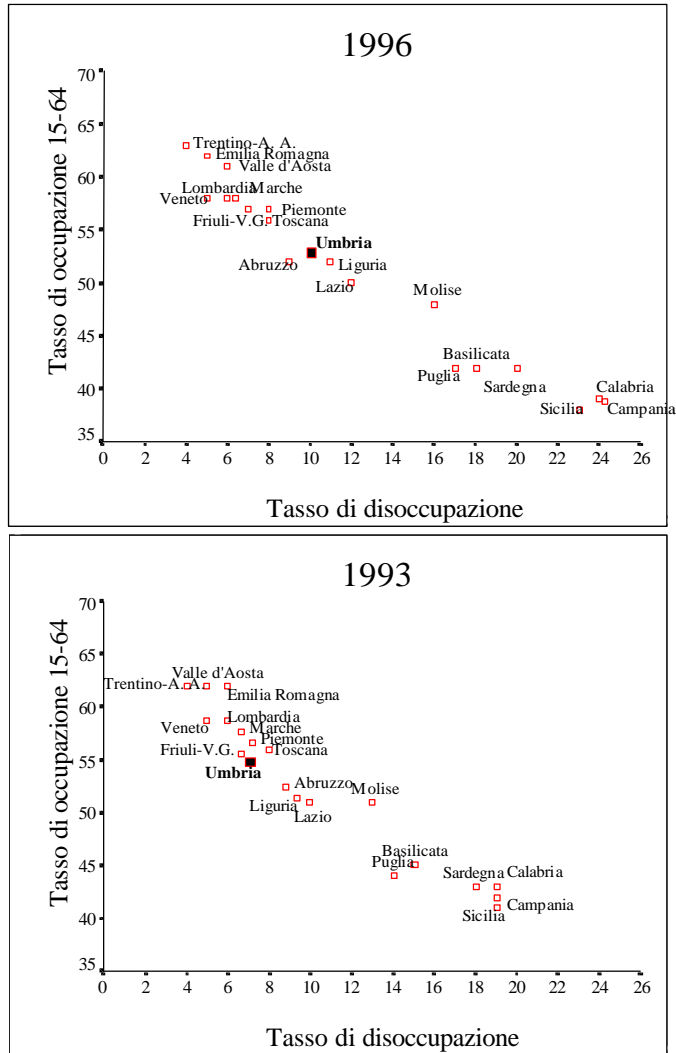 1996
Tasso di occupazione 15-64
70
65
60
55
50
45
40
35
Trentino-A. A.
Emilia Romagna
Valle d'Aosta
Lombardia Marche
Veneto
Piemonte
Friuli-V.G. Toscana
Umbria
Abruzzo Liguria
Lazio
Molise
Basilicata
Puglia
Sardegna
Calabria
Sicilia Campania
0 2 4 6 8 10 12 14 16 18 20 22 24 26
Tasso di disoccupazione
1993
Tasso di occupazione 15-64
70
65
60
55
50
45
40
35
Valle d'Aosta
Trentino-A. A.
Emilia Romagna
Lombardia
Veneto Marche
Piemonte
Friuli-V.G. Toscana
Umbria
Abruzzo Molise
Liguria
Lazio
Basilicata
Puglia
Sardegna Calabria
Campania
Sicilia
0 2 4 6 8 10 12 14 16 18 20 22 24 26
Tasso di disoccupazione